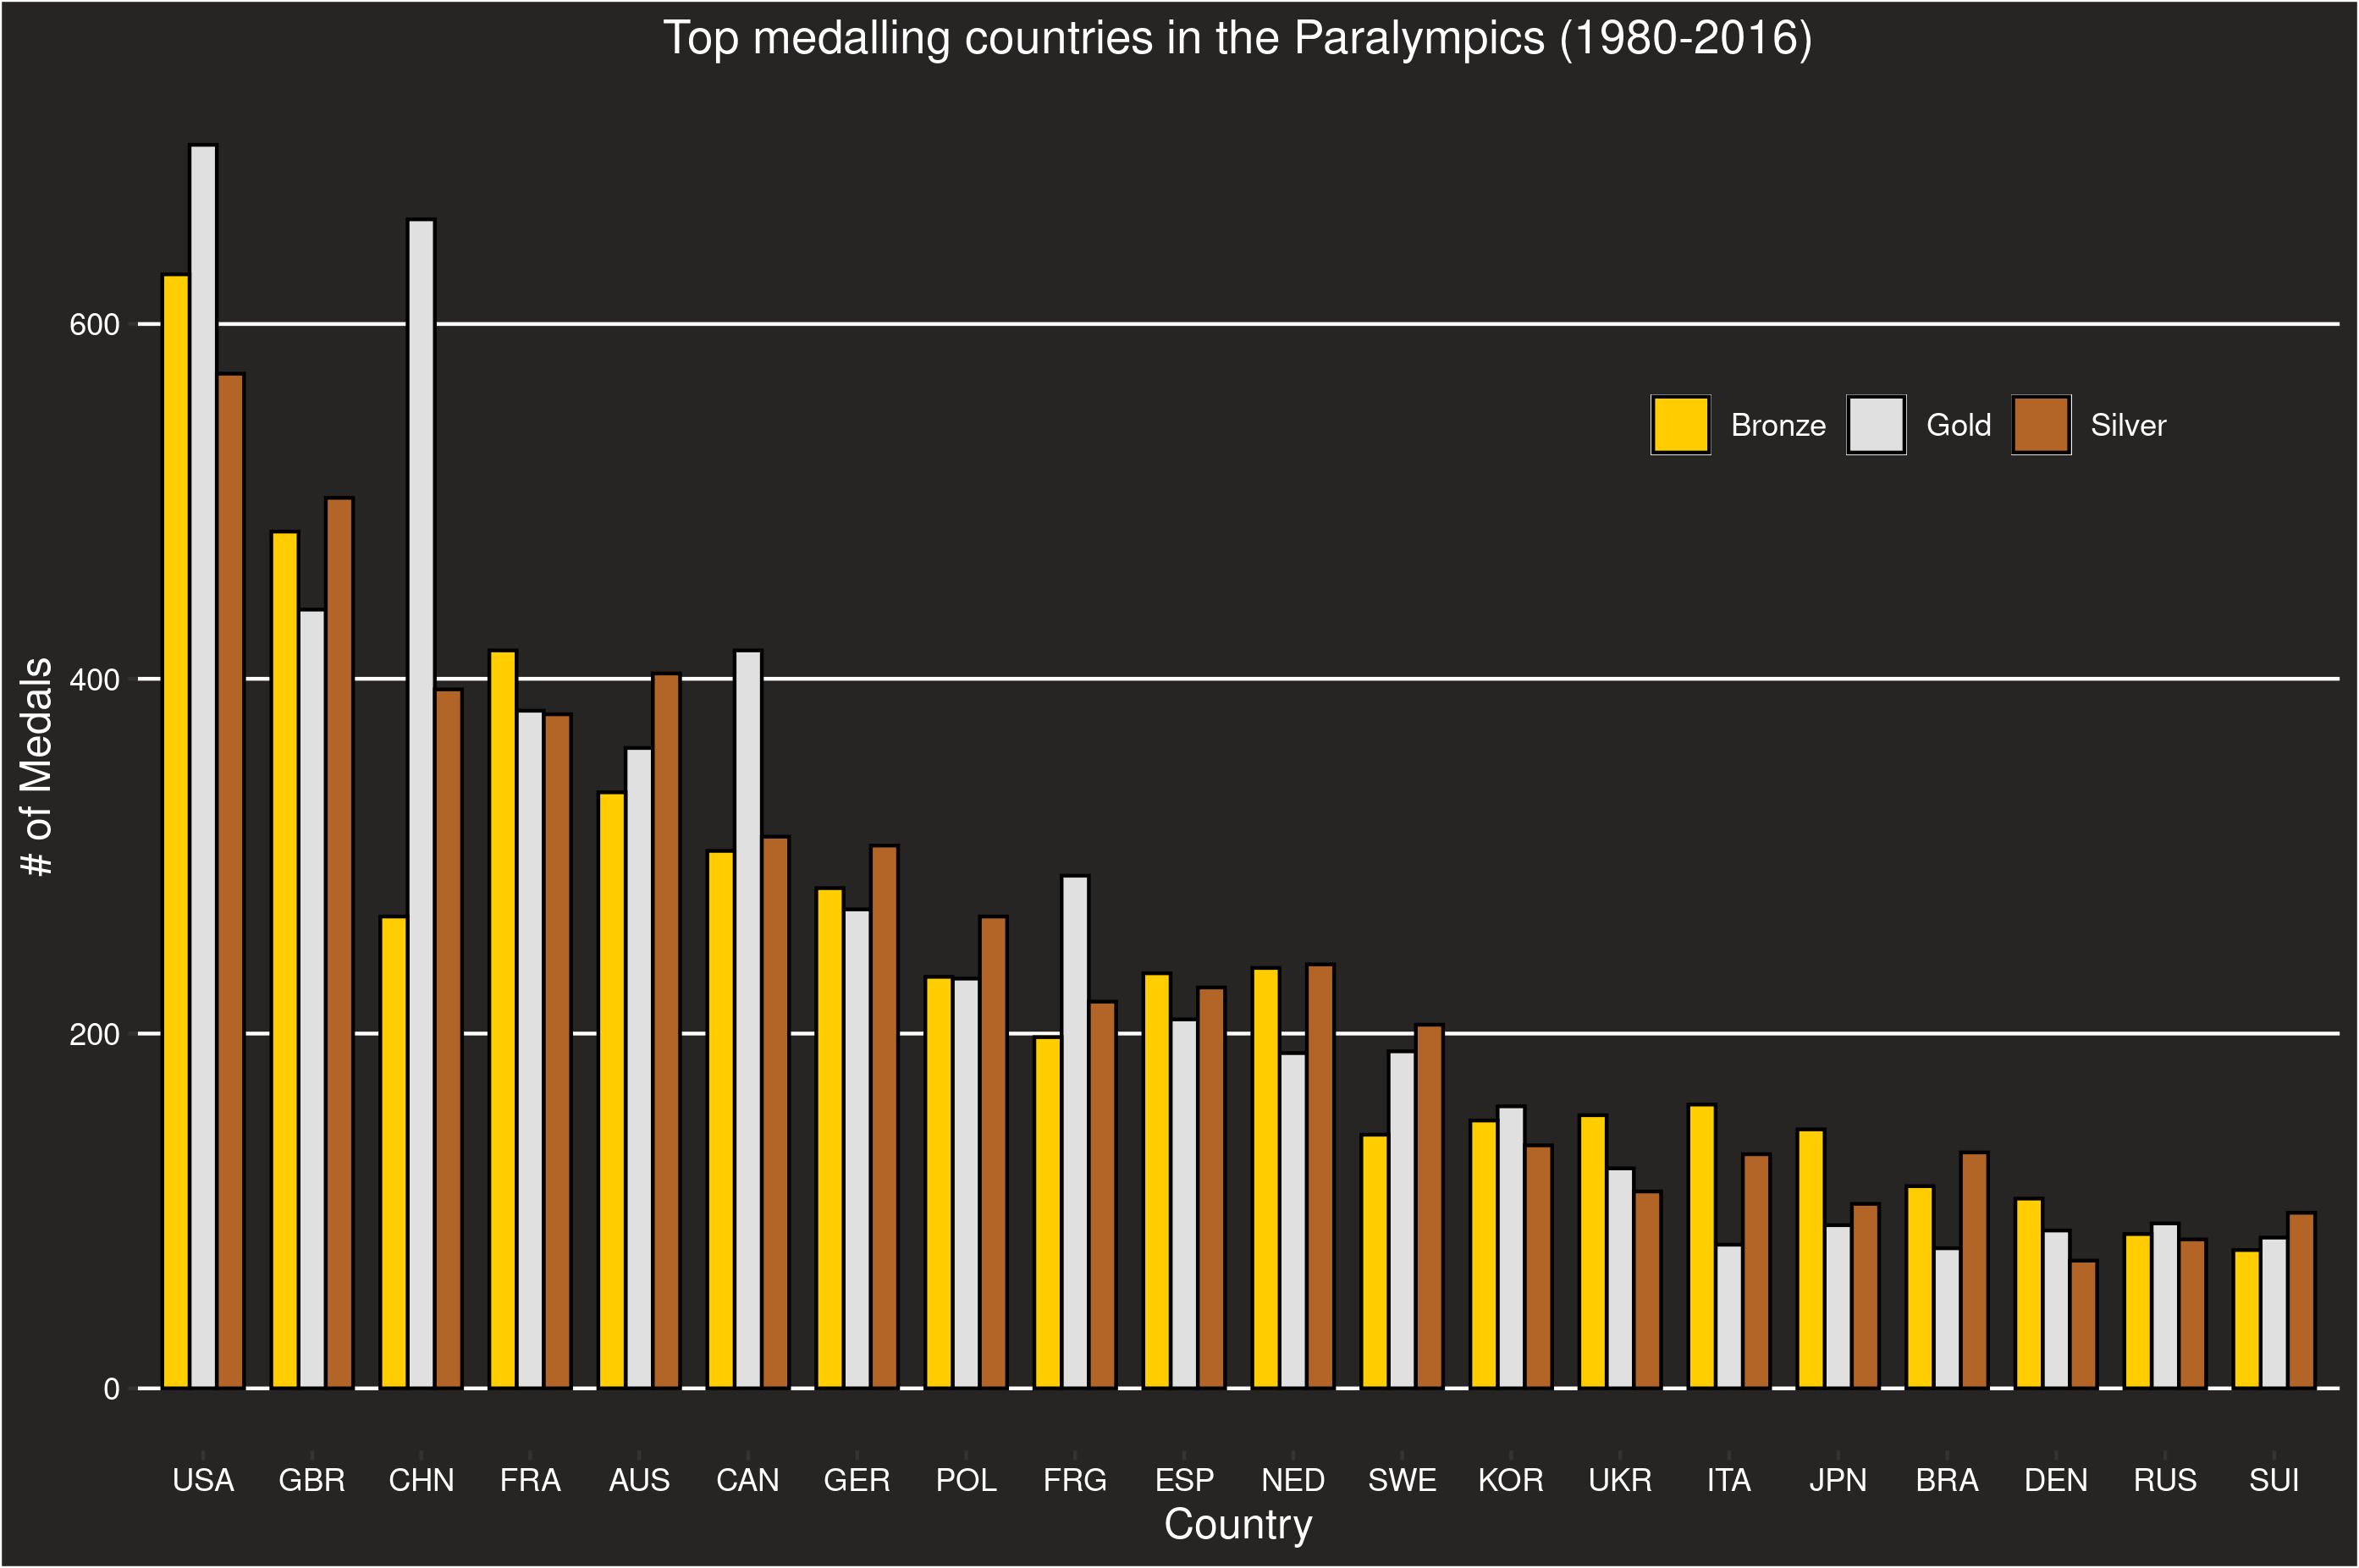 Top medalling countries in the Paralympics (1980-2016)
600
Bronze Gold Silver
400
# of Medals
200
0
USA GBR CHN FRA AUS CAN GER POL FRG ESP NED SWE KOR UKR ITA JPN BRA DEN RUS SUI
Country